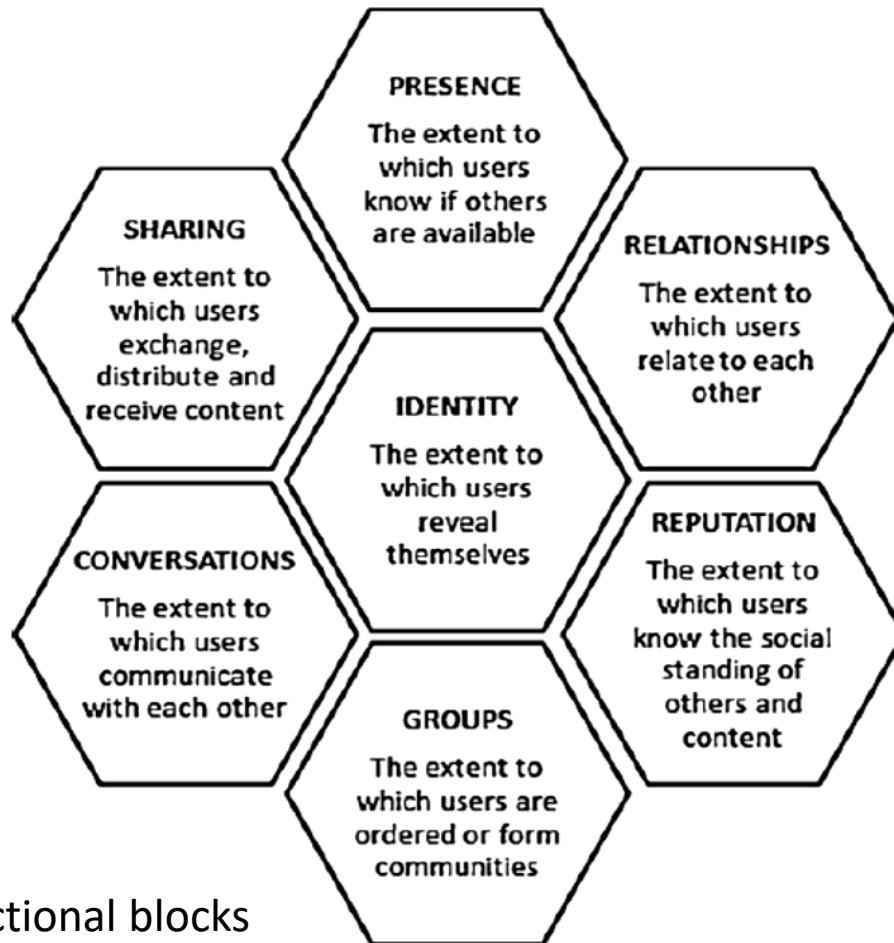 PRESENCE
The extent to
which users
know if others
are available
SHARING
The extent to
which users
exchange,
distribute and
receive content
RELATIONSHIPS
The extent to
which users
relate to each
other
IDENTITY
The extent to
which users
reveal
themselves
CONVERSATIONS
The extent to
which users
communicate
with each other
REPUTATION
The extent to
which users
know the social
standing of
others and
content
GROUPS
The extent to
which users are
ordered or form
communities
ctional blocks